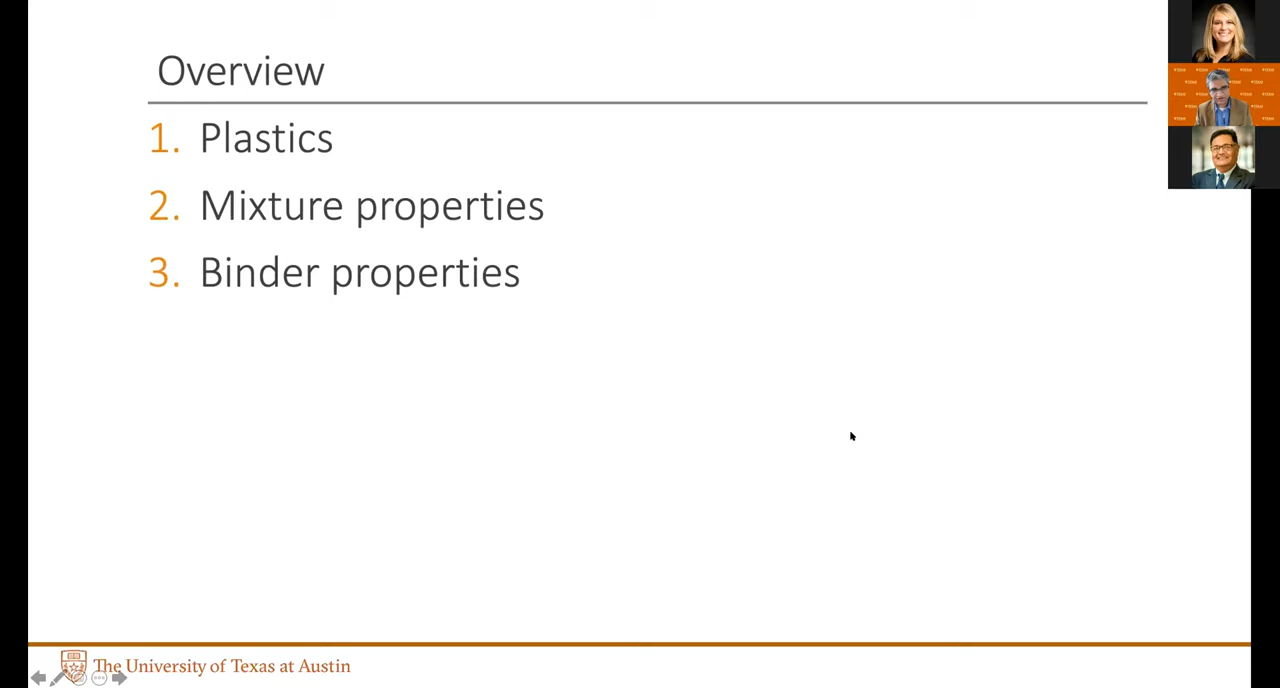 Overview
1. Plastics
2. Mixture properties
3. Binder properties
The University of Texas at Austin